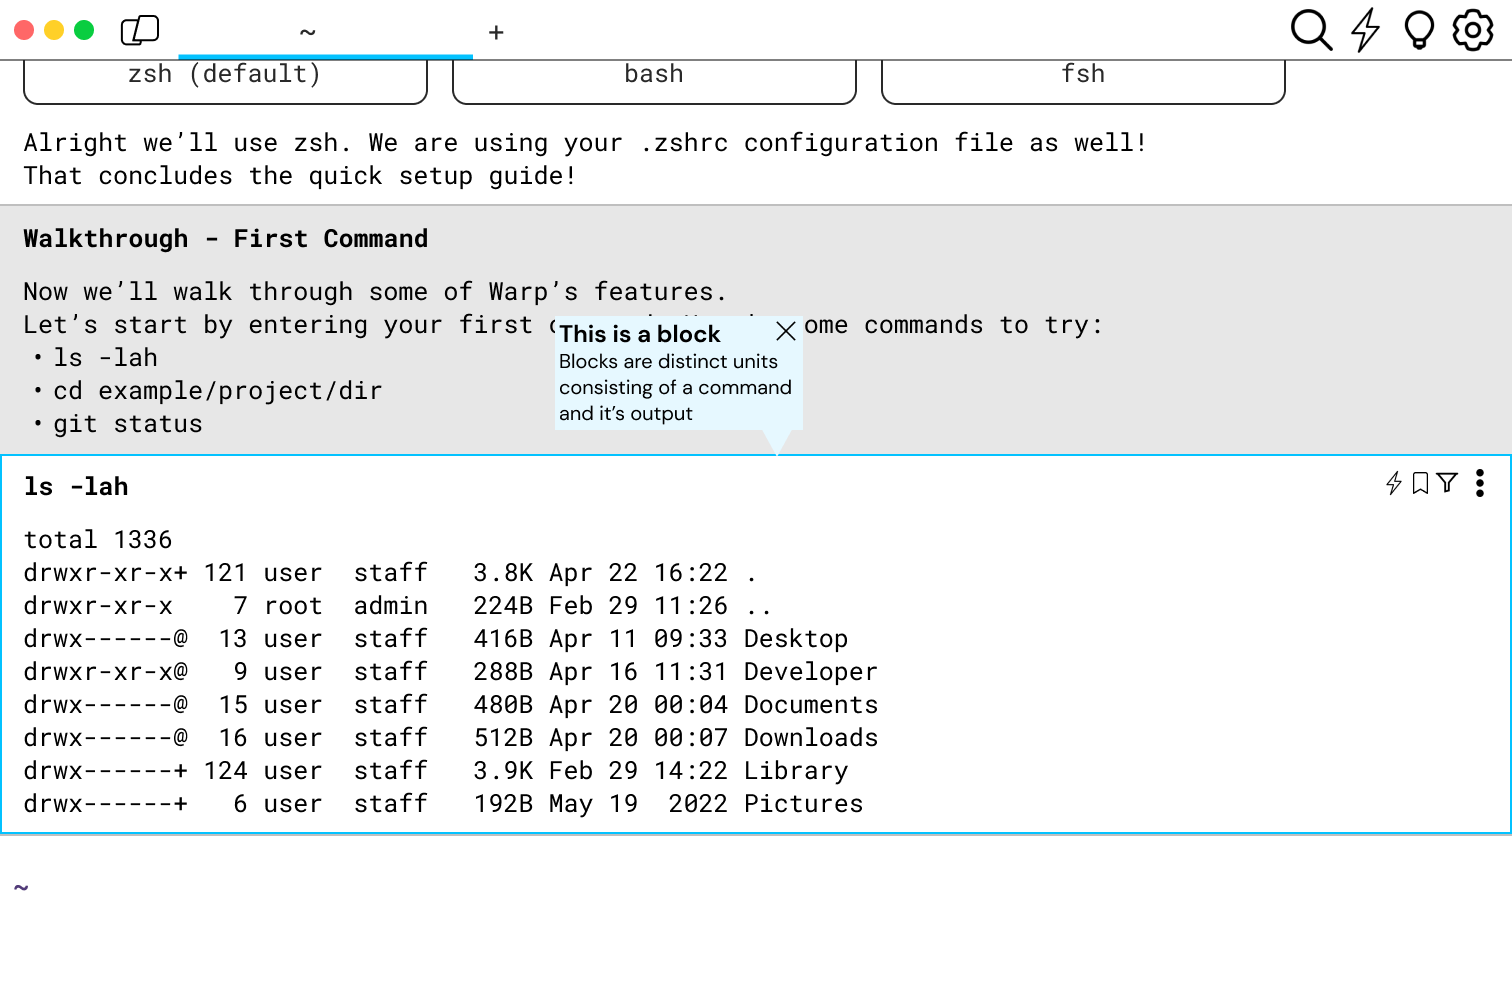 ~ +
zsh (default) bash fsh
Alright we’ll use zsh. We are using your .zshrc configuration file as well!
That concludes the quick setup guide!
Walkthrough - First Command
Now we’ll walk through some of Warp’s features.
Let’s start by entering your first ome commands to try:
This is a block
Blocks are distinct units
consisting of a command
and it’s output
• ls -lah
• cd example/project/dir
• git status
ls -lah
total 1336
drwxr-xr-x+ 121 user  staff   3.8K Apr 22 16:22 .
drwxr-xr-x    7 root  admin   224B Feb 29 11:26 ..
drwx------@  13 user  staff   416B Apr 11 09:33 Desktop
drwxr-xr-x@   9 user  staff   288B Apr 16 11:31 Developer
drwx------@  15 user  staff   480B Apr 20 00:04 Documents
drwx------@  16 user  staff   512B Apr 20 00:07 Downloads
drwx------+ 124 user  staff   3.9K Feb 29 14:22 Library
drwx------+   6 user  staff   192B May 19  2022 Pictures
~